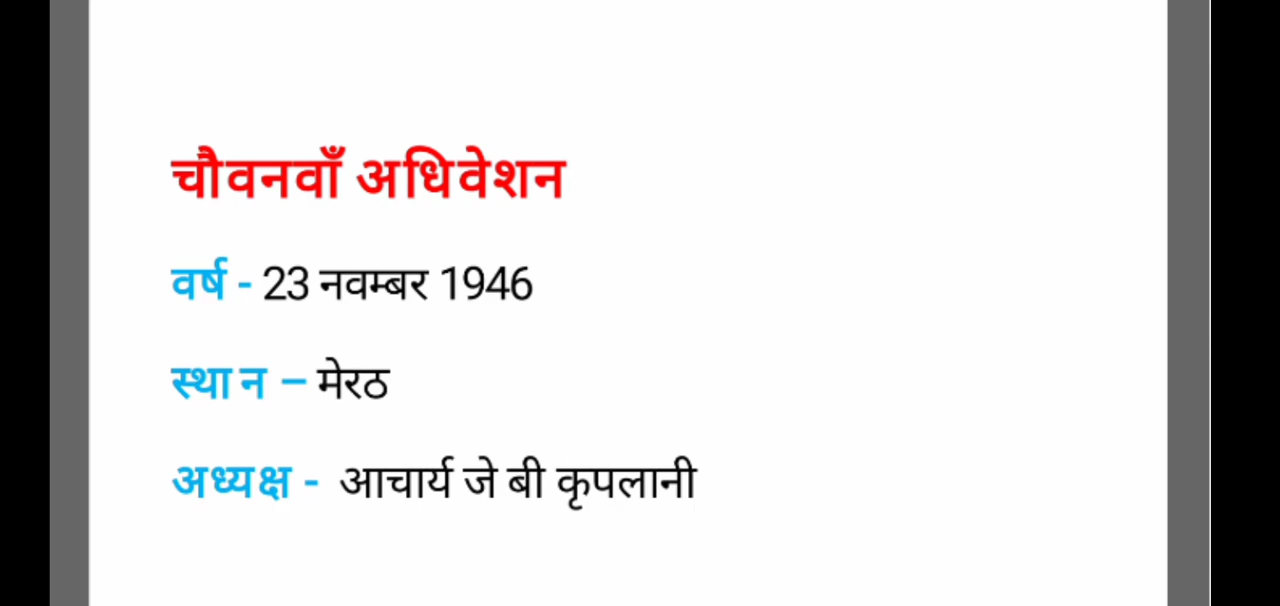 चौवनवाँ अधिवेशन
वर्ष - 23 नवम्बर 1946
स्थान – मेरठ
अध्यक्ष - आचार्य जे बी कृपलानी